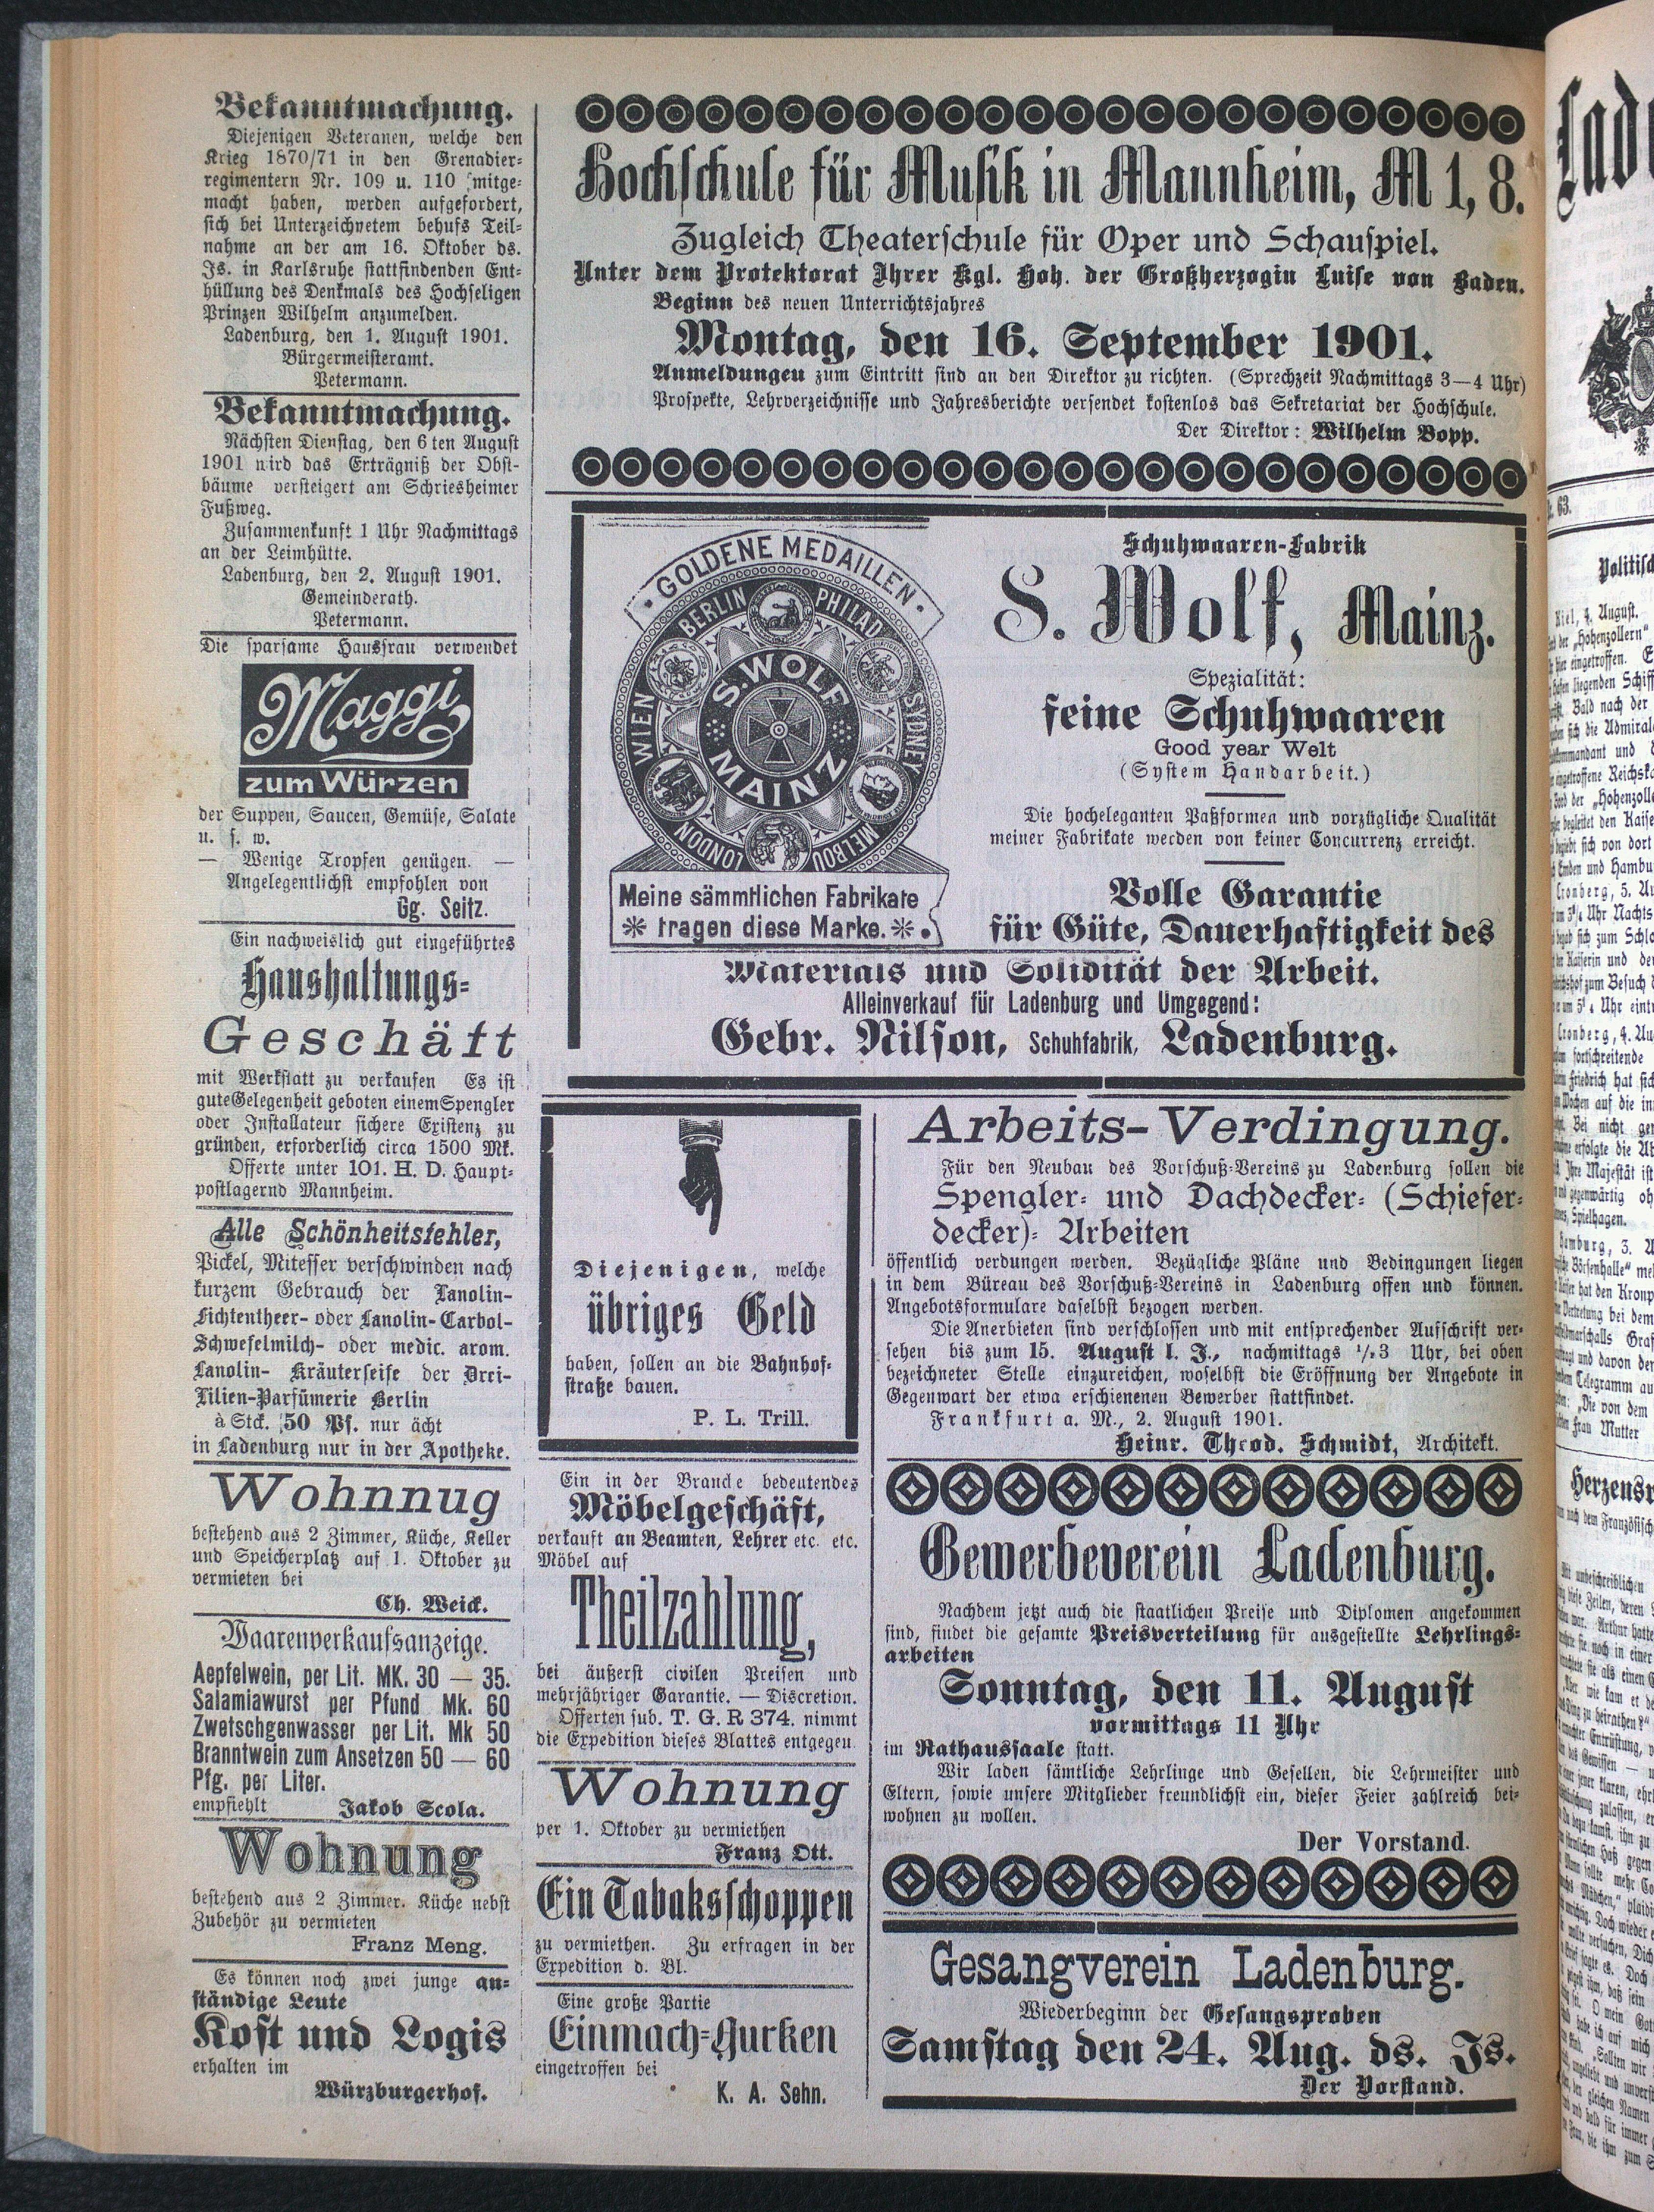 Bekanntmachung.
Diejenigen Veteranen, welche den
Krieg 1870/71 in den Grenadier-
regimentern Nr. 109 u. 110 mitge-
macht haben, werden aufgefordert,
sich bei Unterzeichnetem behufs Teil-
nahme an der am 16. Oktober ds.
Js. in Karlsruhe stattfindenden Ent-
hüllung des Denkmals des Hochseligen
Prinzen Wilhelm anzumelden.
Ladenburg, den 1. August 1901.
Bürgermeisteramt.
Petermann.
Bekanntmachung.
Nächsten Dienstag, den 6ten August
1901 wird das Erträgniß der Obst-
bäume versteigert am Schriesheimer
Fußweg.
Zusammenkunft 1 Uhr Nachmittags
an der Leimhütte.
Ladenburg, den 2. August 1901.
Gemeinderath.
Petermann.
Die sparsame Hausfrau verwendet
Maggi
zum Würzen
der Suppen, Saucen, Gemüse, Salate
u. s. w.
— Wenige Tropfen genügen. —
Angelegentlichst empfohlen von
Gg. Seitz.
Ein nachweislich gut eingeführtes
Haushaltungs-
Geschäft
mit Werkstatt zu verkaufen Es ist
gute Gelegenheit geboten einem Spengler
oder Installateur sichere Existenz zu
gründen, erforderlich circa 1500 Mk.
Offerte unter 101. H. D. Haupt-
postlagernd Mannheim.
Alle Schönheitsfehler,
Pickel, Mitesser verschwinden nach
kurzem Gebrauch der Lanolin-
Fichtentheer- oder Lanolin-Carbol-
Schwefelmilch- oder medic. arom.
Lanolin- Kräuterseife der Drei-
Lilien-Parfümerie Berlin
à Stck. 50 Pf. nur ächt
in Ladenburg nur in der Apotheke.
Wohnnug
bestehend aus 2 Zimmer, Küche, Keller
und Speicherplatz auf 1. Oktober zu
vermieten bei
Ch. Weick.
Waarenverkaufsanzeige.
Aepfelwein, per Lit. MK. 30 — 35.
Salamiawurst per Pfund Mk. 60
Zwetschgenwasser per Lit. Mk 50
Branntwein zum Ansetzen 50 — 60
Pfg. per Liter.
empfiehlt Jakob Scola.
Wohnung
bestehend aus 2 Zimmer. Küche nebst
Zubehör zu vermieten
Franz Meng.
Es können noch zwei junge an-
ständige Leute
Kost und Logis
erhalten im
Würzburgerhof.
Hochschule für Musik in Mannheim, M 1, 8.
Zugleich Theaterschule für Oper und Schauspiel.
Unter dem Protektorat Ihrer Kgl. Hoh. der Großherzogin Luise von Baden.
Beginn des neuen Unterrichtsjahres
Montag, den 16. September 1901.
Anmeldungen zum Eintritt sind an den Direktor zu richten. (Sprechzeit Nachmittags 3—4 Uhr)
Prospekte, Lehrverzeichnisse und Jahresberichte versendet kostenlos das Sekretariat der Hochschule.
Der Direktor: Wilhelm Bopp.
GOLDENE MEDAILLEN
BERLIN PHILAD SYDNEY MELBOU LONDON WIEN
S. WOLF MAINZ
Meine sämmtlichen Fabrikate
tragen diese Marke.
Schuhwaaren-Fabrik
S. Wolf, Mainz.
Spezialität:
feine Schuhwaaren
Good year Welt
(System Handarbeit.)
Die hocheleganten Paßformen und vorzügliche Qualität
meiner Fabrikate werden von keiner Concurrenz erreicht.
Volle Garantie
für Güte, Dauerhaftigkeit des
Materials und Solidität der Arbeit.
Alleinverkauf für Ladenburg und Umgegend:
Gebr. Nilson, Schuhfabrik, Ladenburg.
Diejenigen, welche
übriges Geld
haben, sollen an die Bahnhof-
straße bauen.
P. L. Trill.
Ein in der Branche bedeutendes
Möbelgeschäft,
verkauft an Beamten, Lehrer etc. etc.
Möbel auf
Theilzahlung,
bei äußerst civilen Preisen und
mehrjähriger Garantie. — Discretion.
Offerten sub. T. G. R 374. nimmt
die Expedition dieses Blattes entgegen
Wohnung
per 1. Oktober zu vermiethen
Franz Ott.
Ein Tabaksschoppen
zu vermiethen. Zu erfragen in der
Expedition d. Bl.
Eine große Partie
Einmach-Gurken
eingetroffen bei
K. A. Sehn.
Arbeits-Verdingung.
Für den Neubau des Vorschuß-Vereins zu Ladenburg sollen die
Spengler- und Dachdecker- (Schiefer-
decker)- Arbeiten
öffentlich verdungen werden. Bezügliche Pläne und Bedingungen liegen
in dem Büreau des Vorschuß-Vereins in Ladenburg offen und können.
Angebotsformulare daselbst bezogen werden.
Die Anerbieten sind verschlossen und mit entsprechender Aufschrift ver-
sehen bis zum 15. August l. J., nachmittags 1/23 Uhr, bei oben
bezeichneter Stelle einzureichen, woselbst die Eröffnung der Angebote in
Gegenwart der etwa erschienenen Bewerber stattfindet.
Frankfurt a. M., 2. August 1901.
Heinr. Theod. Schmidt, Architekt.
Gewerbeverein Ladenburg.
Nachdem jetzt auch die staatlichen Preise und Diplomen angekommen
sind, findet die gesamte Preisverteilung für ausgestellte Lehrlings-
arbeiten
Sonntag, den 11. August
vormittags 11 Uhr
im Rathaussaale statt.
Wir laden sämtliche Lehrlinge und Gesellen, die Lehrmeister und
Eltern, sowie unsere Mitglieder freundlichst ein, dieser Feier zahlreich bei-
wohnen zu wollen.
Der Vorstand.
Gesangverein Ladenburg.
Wiederbeginn der Gesangsproben
Samstag den 24. Aug. ds. Js.
Der Vorstand.